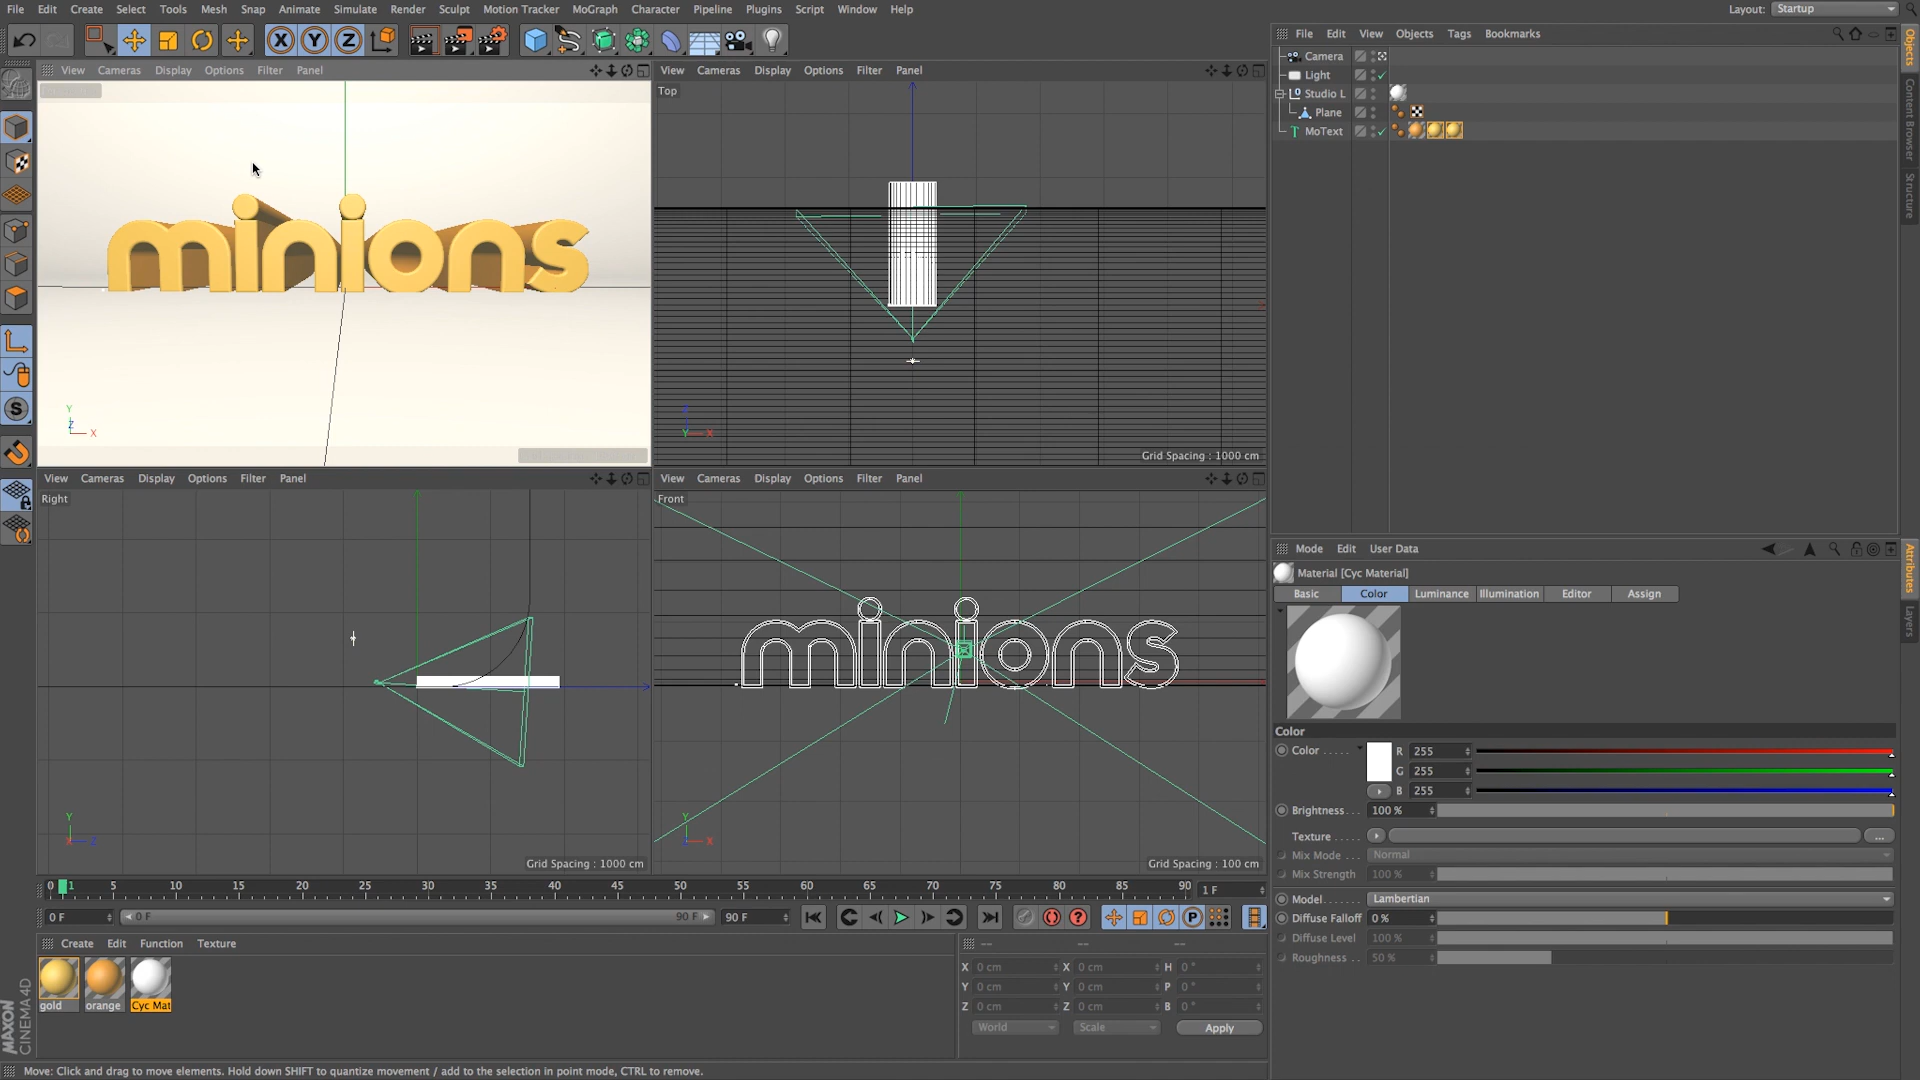 File Edit Create Select Tools Mesh Snap Animate Simulate Render Sculpt Motion Tracker MoGraph Character Pipeline Plugins Script Window Help
Layout: Startup
File Edit View Objects Tags Bookmarks
Camera
Light
Studio L
Plane
MoText
Objects
Content Browser
Structure
View Cameras Display Options Filter Panel
minions
Y
Z X
View Cameras Display Options Filter Panel
Top
Y X
Grid Spacing : 1000 cm
View Cameras Display Options Filter Panel
Right
Y
X Z
Grid Spacing : 1000 cm
View Cameras Display Options Filter Panel
Front
minions
Y
X
Grid Spacing : 100 cm
Mode Edit User Data
Material [Cyc Material]
Basic Color Luminance Illumination Editor Assign
Color
Color R 255
G 255
B 255
Brightness 100 %
Texture ...
Mix Mode Normal
Mix Strength 100 %
Model Lambertian
Diffuse Falloff 0 %
Diffuse Level 100 %
Roughness 50 %
Attributes
Layers
0 1 5 10 15 20 25 30 35 40 45 50 55 60 65 70 75 80 85 90 1 F
0 F 0 F 90 F 90 F
Create Edit Function Texture
gold orange Cyc Mat
-- -- --
X 0 cm X 0 cm H 0 °
Y 0 cm Y 0 cm P 0 °
Z 0 cm Z 0 cm B 0 °
World Scale Apply
MAXON
CINEMA 4D
Move: Click and drag to move elements. Hold down SHIFT to quantize movement / add to the selection in point mode, CTRL to remove.